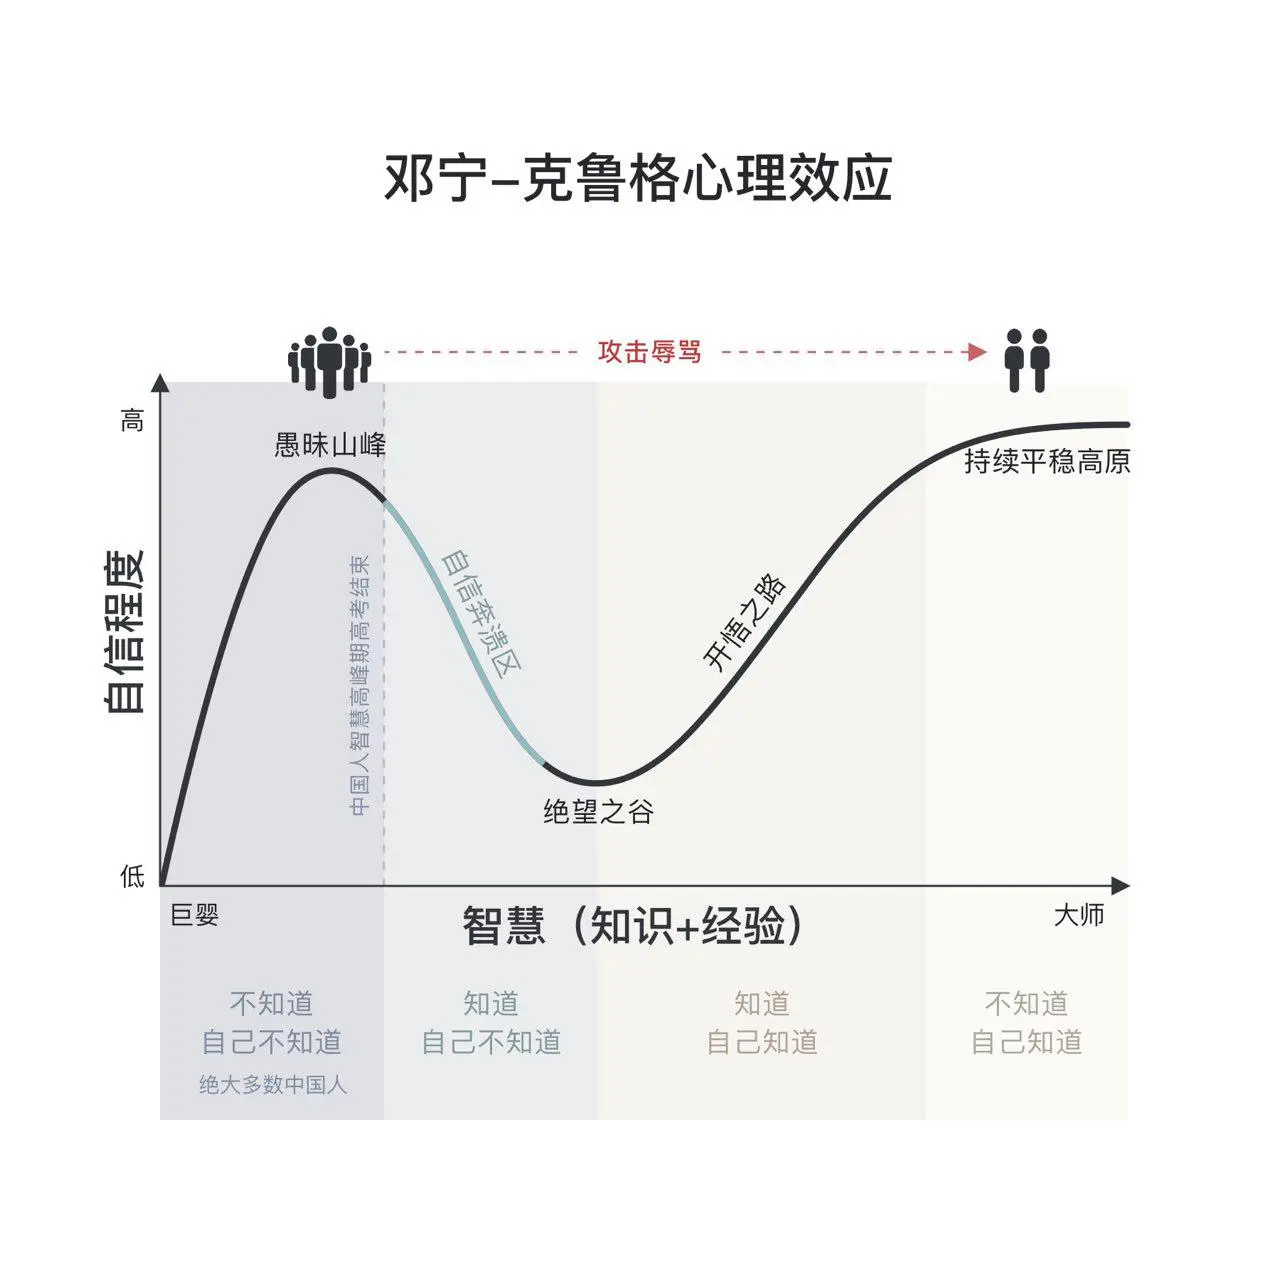 邓宁–克鲁格心理效应
攻击辱骂
高
愚昧山峰
持续平稳高原
自信程度
中国人智慧高峰期高考结束
自信奔溃区
开悟之路
绝望之谷
低
巨婴
智慧（知识+经验）
大师
不知道
自己不知道
绝大多数中国人
知道
自己不知道
知道
自己知道
不知道
自己知道